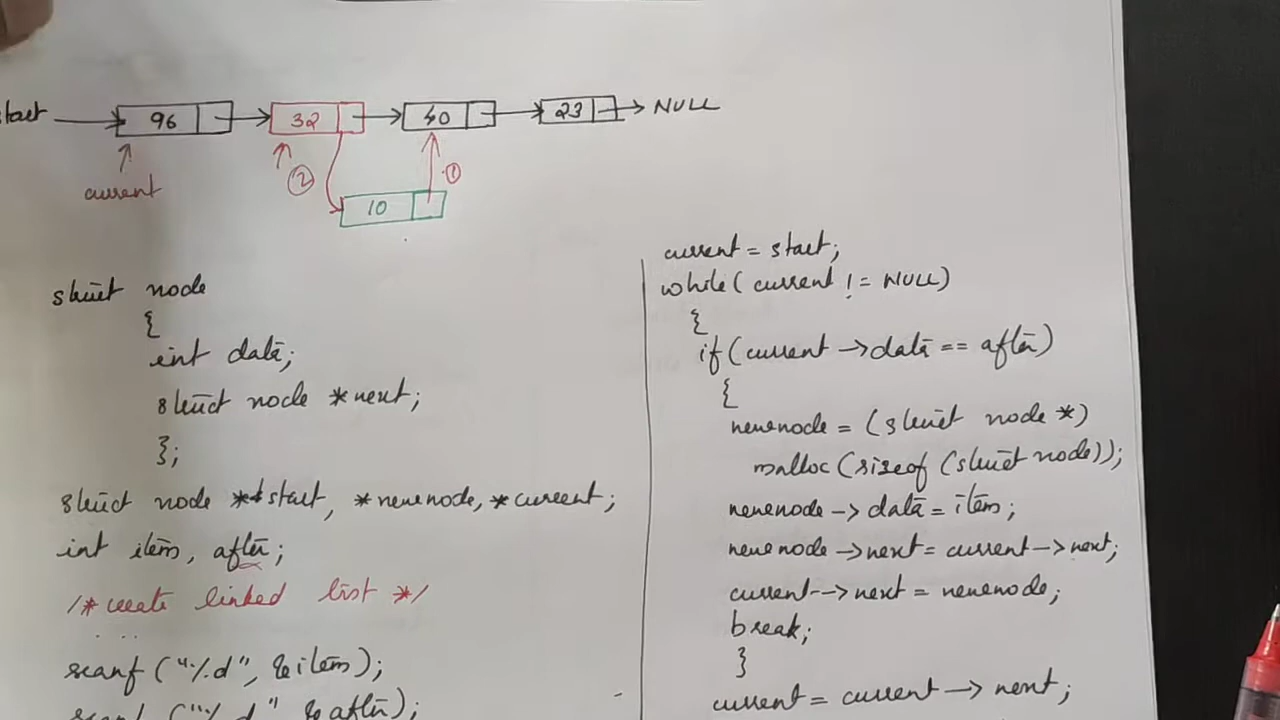 start 96 32 40 23 NULL
current 2 1
10
struct node
{
int data;
struct node *next;
};
struct node *start, *newnode, *current;
int item, after;
/* create linked list */
...
scanf ("%d", &item);
scanf ("%d" &after);
current = start;
while( current != NULL)
{
if (current ->data == after)
{
newnode = (struct node *)
malloc (sizeof (struct node));
newnode -> data = item;
newnode ->next = current -> next;
current -> next = newnode;
break;
}
current = current -> next;